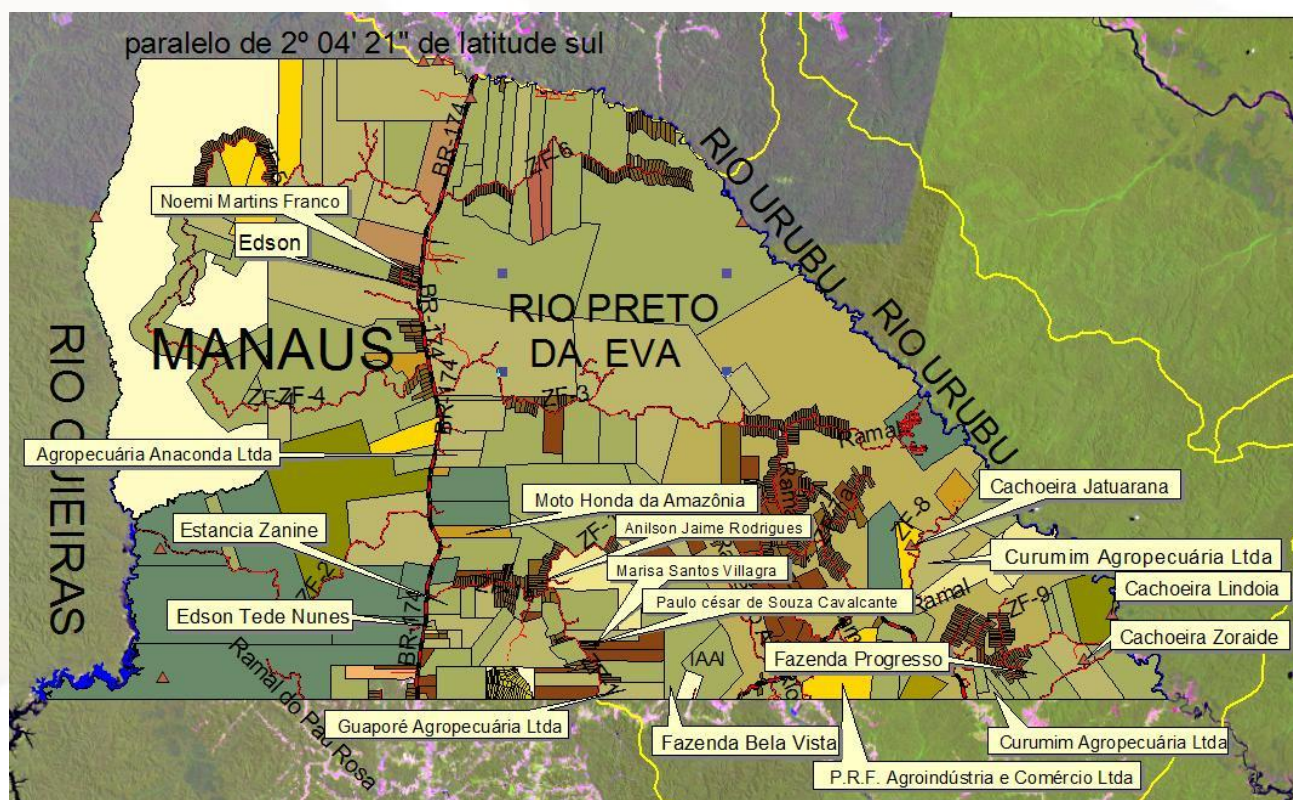 paralelo de 2º 04' 21" de latitude sul
BR-174
ZF-6
RIO URUBU
Noemi Martins Franco
Edson
BR-174
RIO PRETO
DA EVA
MANAUS
RIO URUBU
RIO CUIEIRAS
ZF-4
BR-174
ZF-3
Ramal
Agropecuária Anaconda Ltda
Ramal
Cachoeira Jatuarana
Moto Honda da Amazônia
ZF-8
Estancia Zanine
Anilson Jaime Rodrigues
Curumim Agropecuária Ltda
Marisa Santos Villagra
ZF-2
Cachoeira Lindoia
Paulo césar de Souza Cavalcante
Ramal
ZF-9
Edson Tede Nunes
BR-174
Cachoeira Zoraide
IAAI
Fazenda Progresso
Ramal do Pau Rosa
Guaporé Agropecuária Ltda
Fazenda Bela Vista
Curumim Agropecuária Ltda
P.R.F. Agroindústria e Comércio Ltda